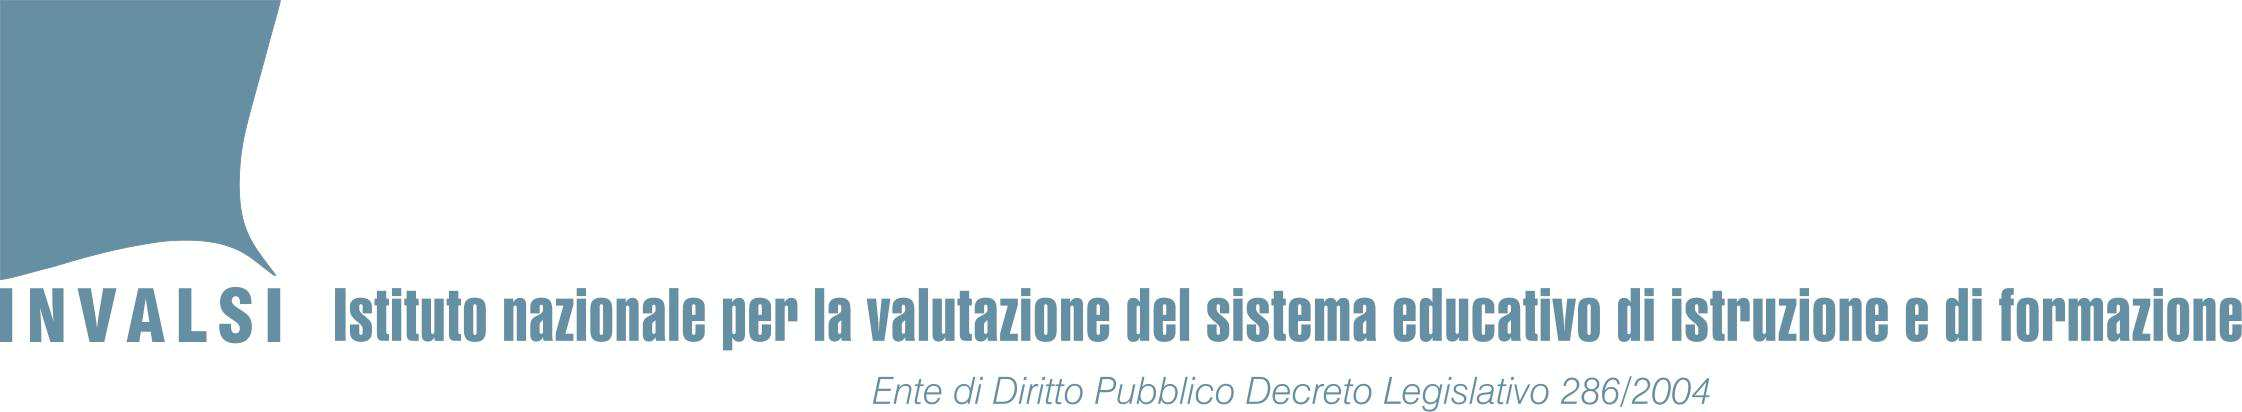 INVALSI Istituto nazionale per la valutazione del sistema educativo di istruzione e di formazione
Ente di Diritto Pubblico Decreto Legislativo 286/2004